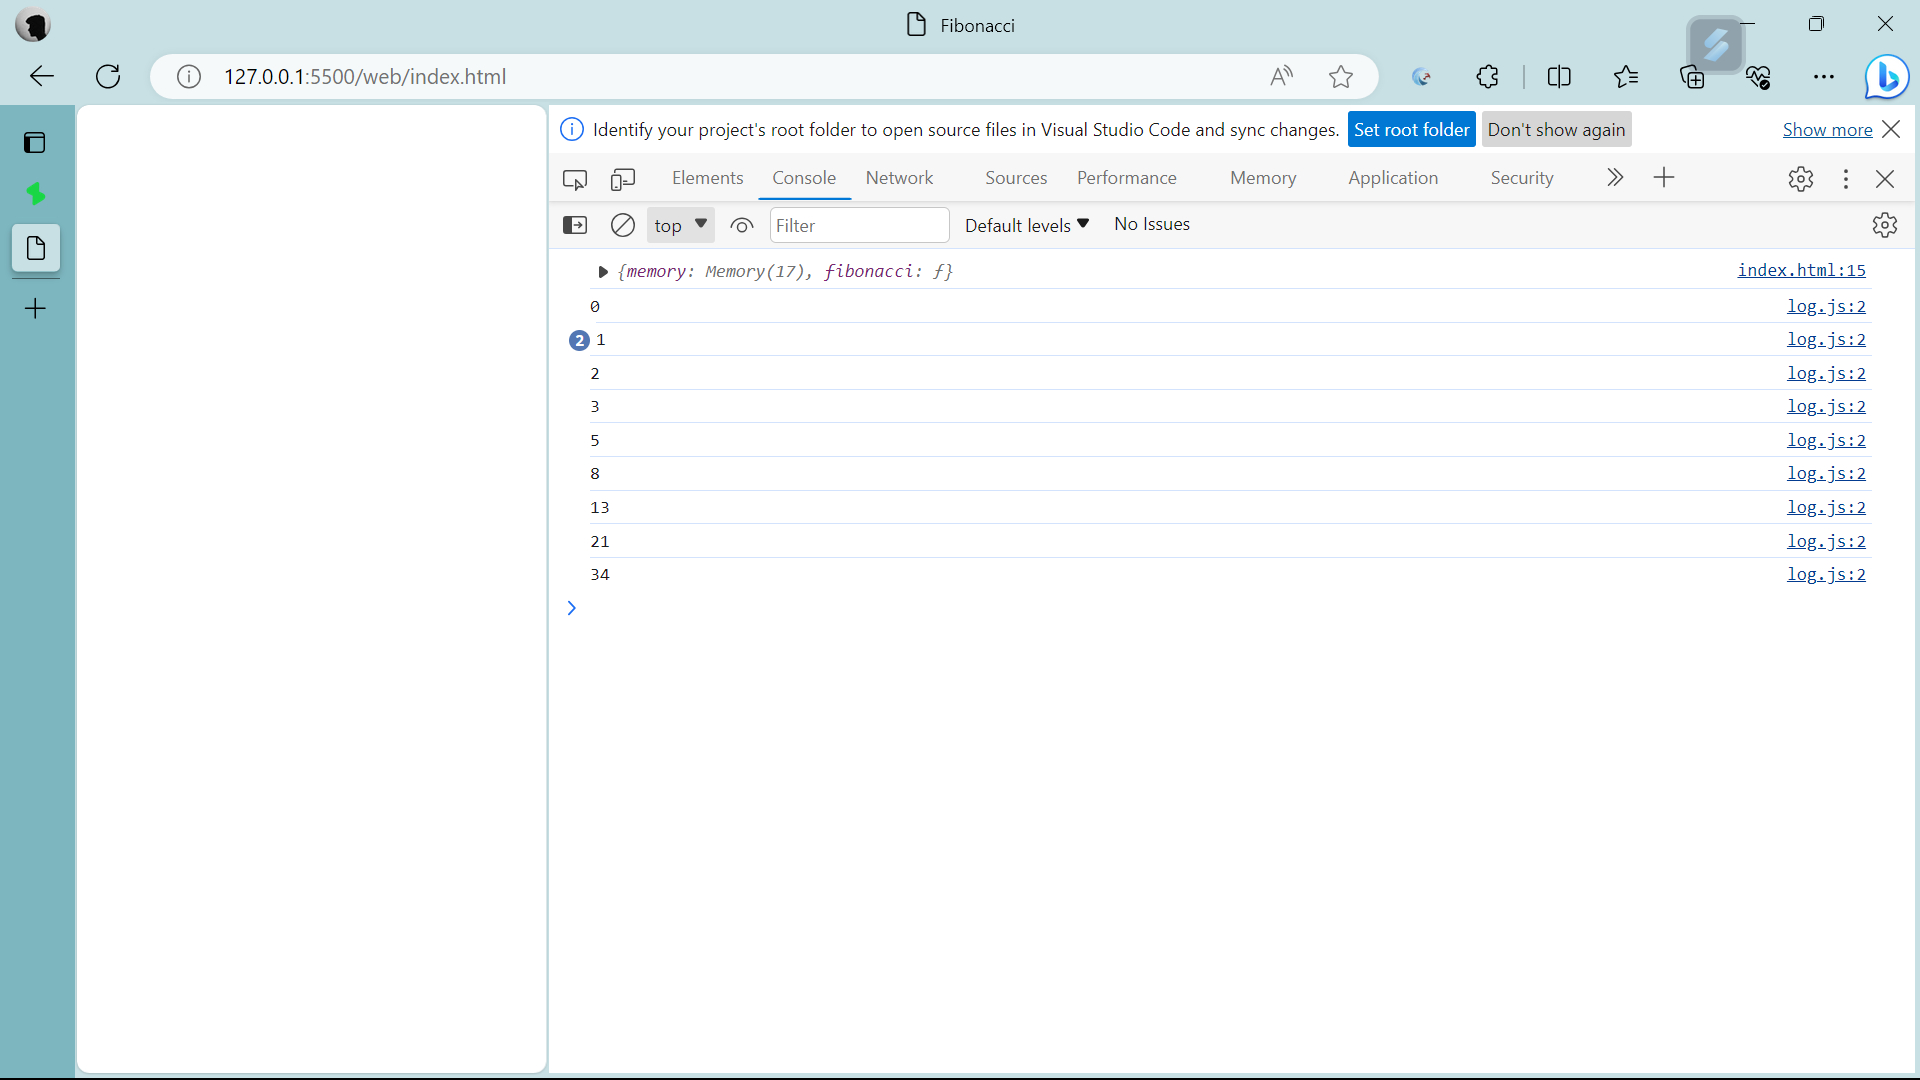 Fibonacci
127.0.0.1:5500/web/index.html
Identify your project's root folder to open source files in Visual Studio Code and sync changes. Set root folder Don't show again Show more
Elements Console Network Sources Performance Memory Application Security
top Filter Default levels No Issues
{memory: Memory(17), fibonacci: ƒ} index.html:15
0 log.js:2
2 1 log.js:2
2 log.js:2
3 log.js:2
5 log.js:2
8 log.js:2
13 log.js:2
21 log.js:2
34 log.js:2